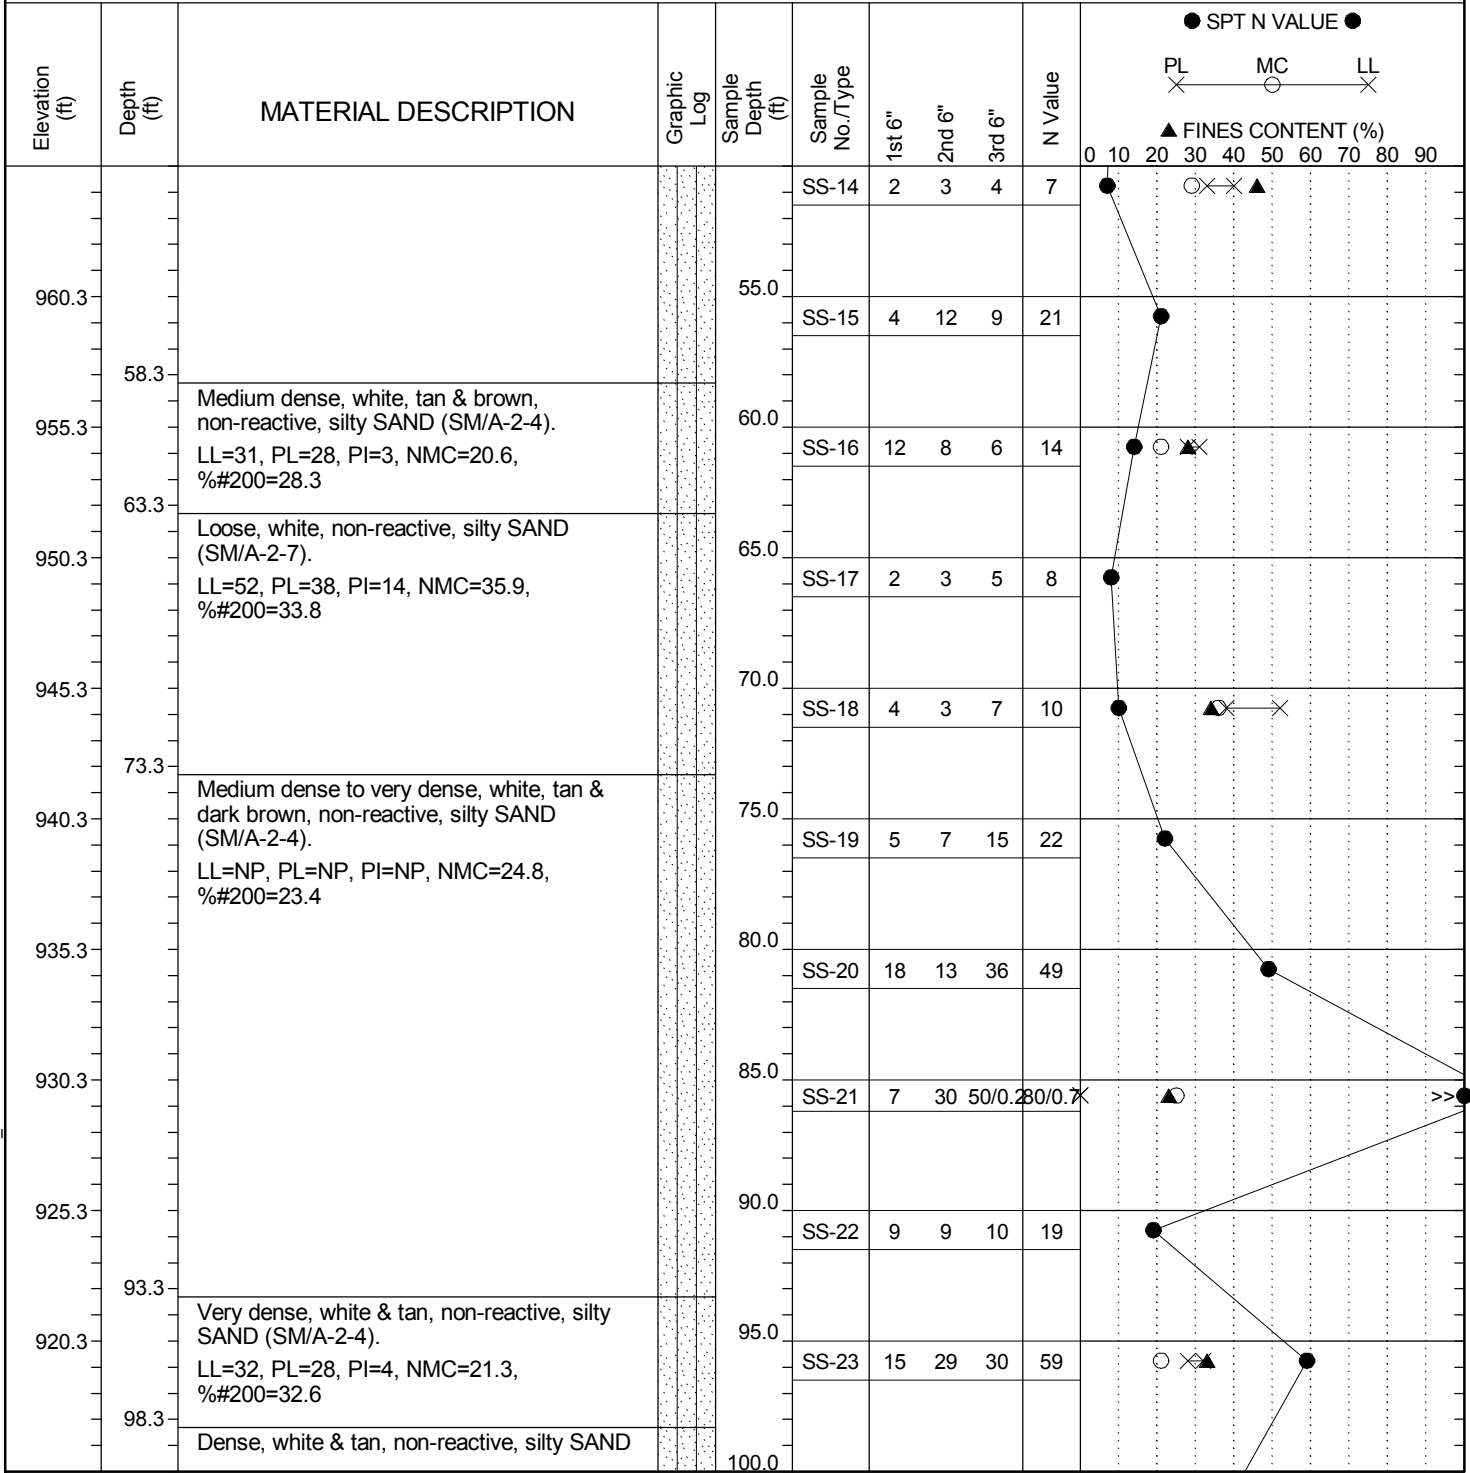 ● SPT N VALUE ●
PL MC LL
▲ FINES CONTENT (%)
0 10 20 30 40 50 60 70 80 90
Elevation (ft)
Depth (ft)
MATERIAL DESCRIPTION
Graphic Log
Sample Depth (ft)
Sample No./Type
1st 6"
2nd 6"
3rd 6"
N Value
SS-14 2 3 4 7
960.3 55.0
SS-15 4 12 9 21
58.3
Medium dense, white, tan & brown,
non-reactive, silty SAND (SM/A-2-4).
955.3 60.0
LL=31, PL=28, PI=3, NMC=20.6, SS-16 12 8 6 14
%#200=28.3
63.3
Loose, white, non-reactive, silty SAND
(SM/A-2-7).
950.3 65.0
LL=52, PL=38, PI=14, NMC=35.9, SS-17 2 3 5 8
%#200=33.8
945.3 70.0
SS-18 4 3 7 10
73.3
Medium dense to very dense, white, tan &
dark brown, non-reactive, silty SAND
940.3 75.0
(SM/A-2-4). SS-19 5 7 15 22
LL=NP, PL=NP, PI=NP, NMC=24.8,
%#200=23.4
935.3 80.0
SS-20 18 13 36 49
930.3 85.0
SS-21 7 30 50/0.2 80/0.7 >>
925.3 90.0
SS-22 9 9 10 19
93.3
Very dense, white & tan, non-reactive, silty
SAND (SM/A-2-4).
920.3 95.0
LL=32, PL=28, PI=4, NMC=21.3, SS-23 15 29 30 59
%#200=32.6
98.3
Dense, white & tan, non-reactive, silty SAND
100.0